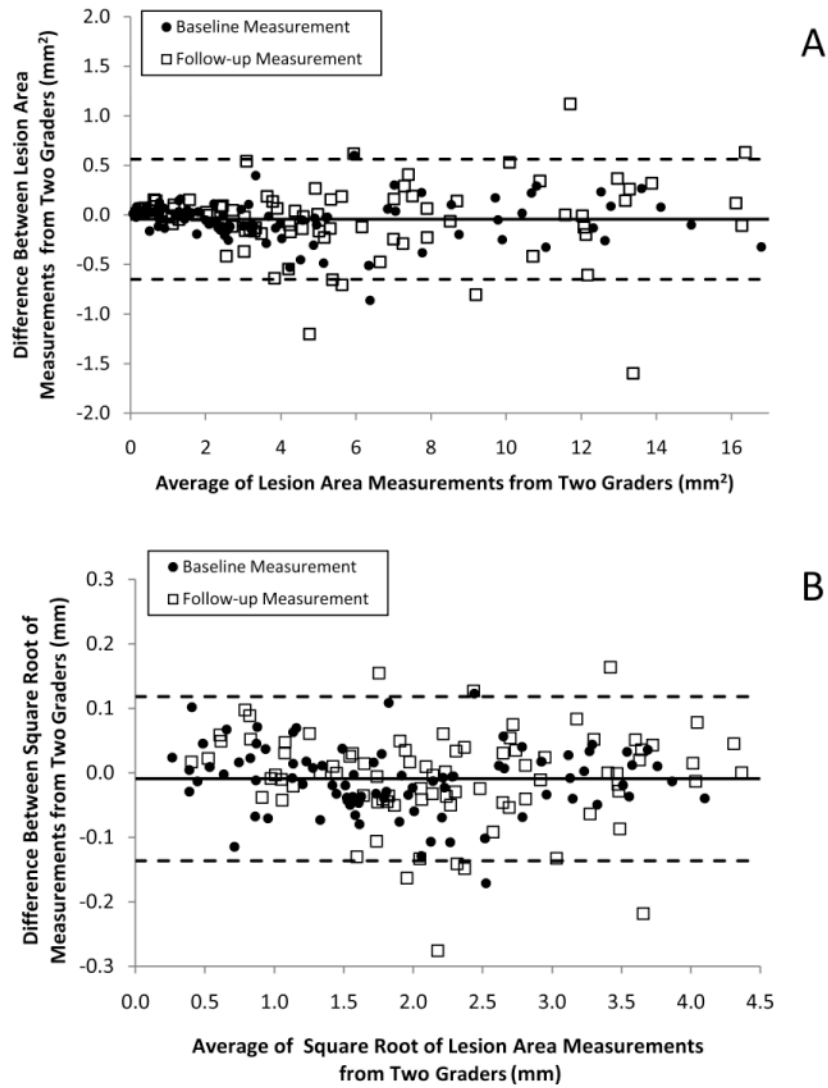 Baseline Measurement
Follow-up Measurement
A
Difference Between Lesion Area
Measurements from Two Graders (mm²)
2.0
1.5
1.0
0.5
0.0
-0.5
-1.0
-1.5
-2.0
0 2 4 6 8 10 12 14 16
Average of Lesion Area Measurements from Two Graders (mm²)
Baseline Measurement
Follow-up Measurement
B
Difference Between Square Root of
Measurements from Two Graders (mm)
0.3
0.2
0.1
0.0
-0.1
-0.2
-0.3
0.0 0.5 1.0 1.5 2.0 2.5 3.0 3.5 4.0 4.5
Average of Square Root of Lesion Area Measurements
from Two Graders (mm)